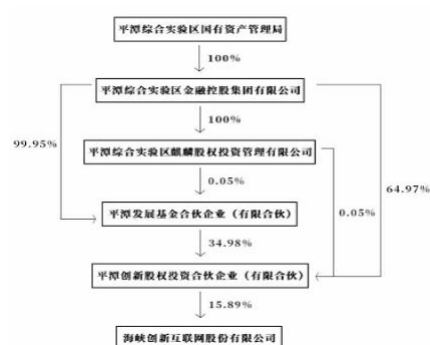 平潭综合实验区国有资产管理局
100%
平潭综合实验区金融控股集团有限公司
100%
99.95%
平潭综合实验区麒麟股权投资管理有限公司
0.05%
64.97%
0.05%
平潭发展基金合伙企业（有限合伙）
34.98%
平潭创新股权投资合伙企业（有限合伙）
15.89%
海峡创新互联网股份有限公司